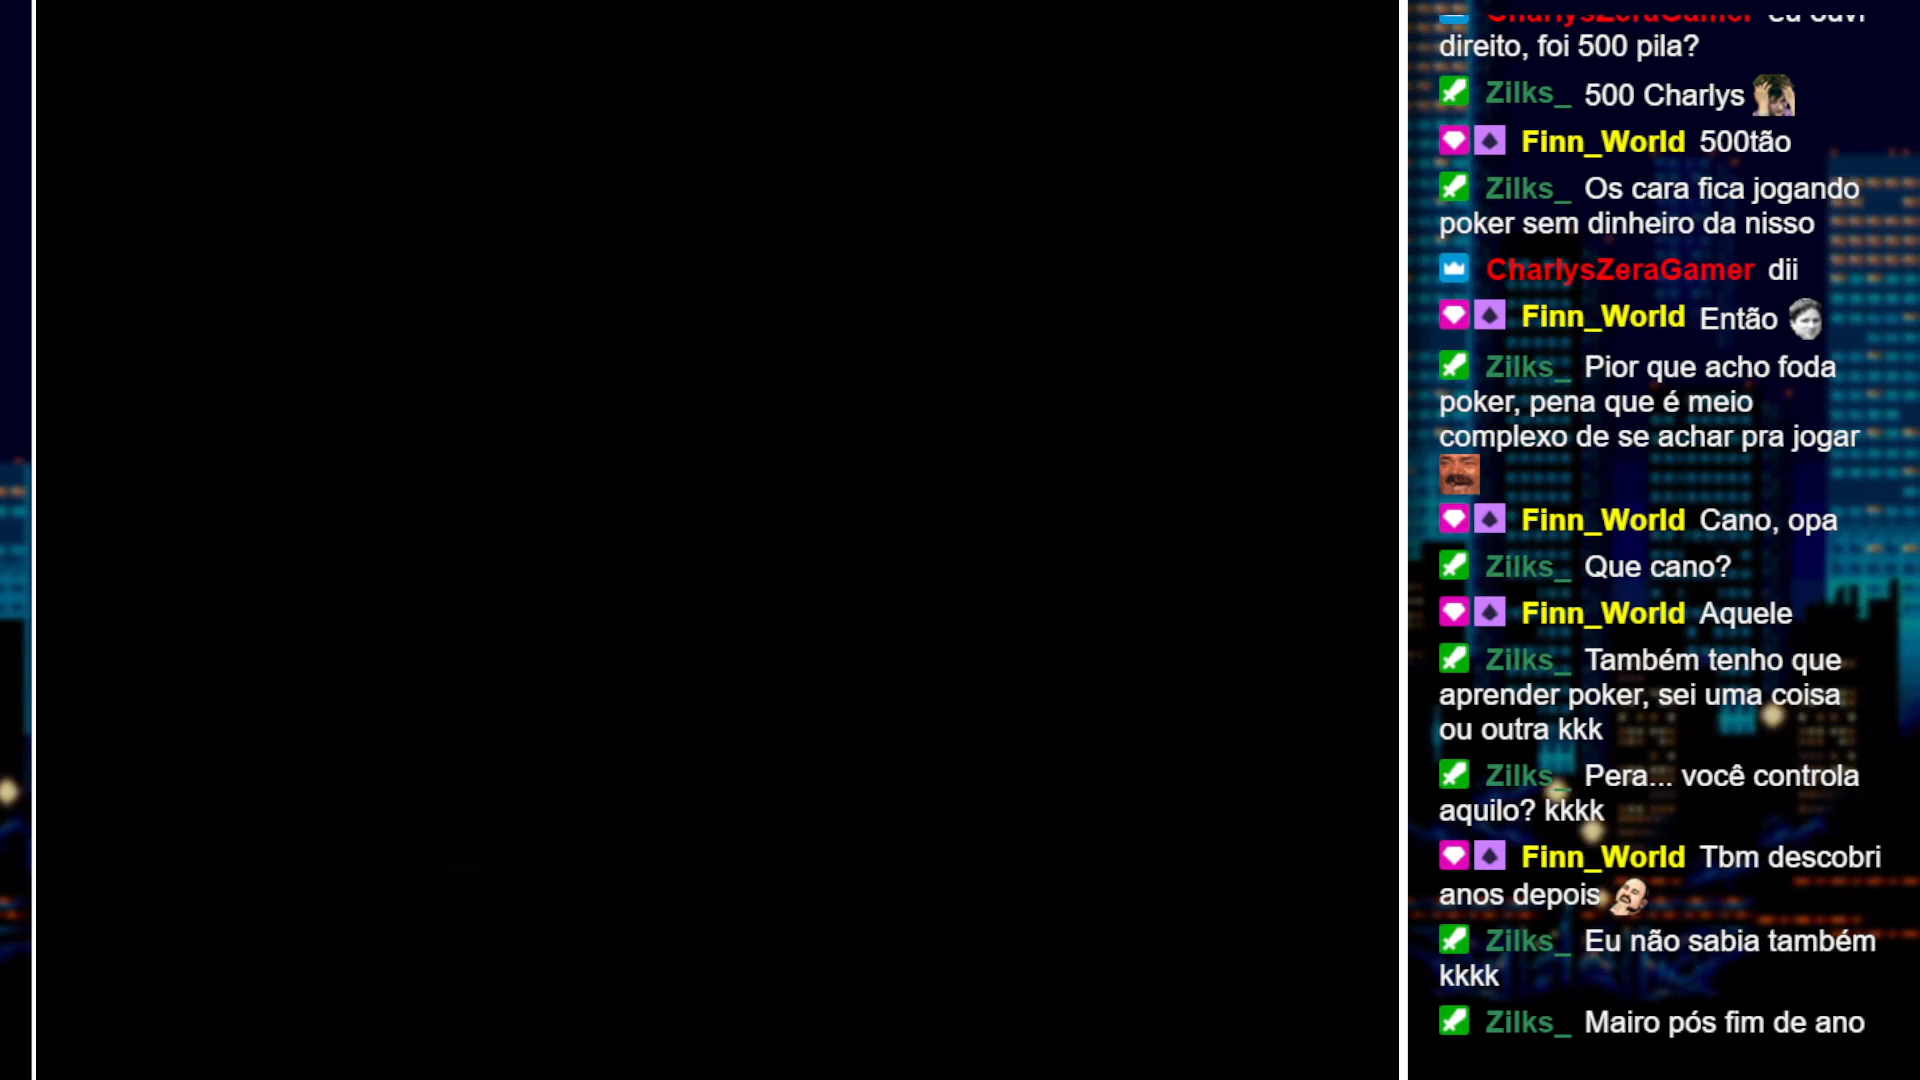 CharlysZeraGamer eu ouvi
direito, foi 500 pila?
Zilks_ 500 Charlys
Finn_World 500tão
Zilks_ Os cara fica jogando
poker sem dinheiro da nisso
CharlysZeraGamer dii
Finn_World Então
Zilks_ Pior que acho foda
poker, pena que é meio
complexo de se achar pra jogar
Finn_World Cano, opa
Zilks_ Que cano?
Finn_World Aquele
Zilks_ Também tenho que
aprender poker, sei uma coisa
ou outra kkk
Zilks_ Pera... você controla
aquilo? kkkk
Finn_World Tbm descobri
anos depois
Zilks_ Eu não sabia também
kkkk
Zilks_ Mairo pós fim de ano